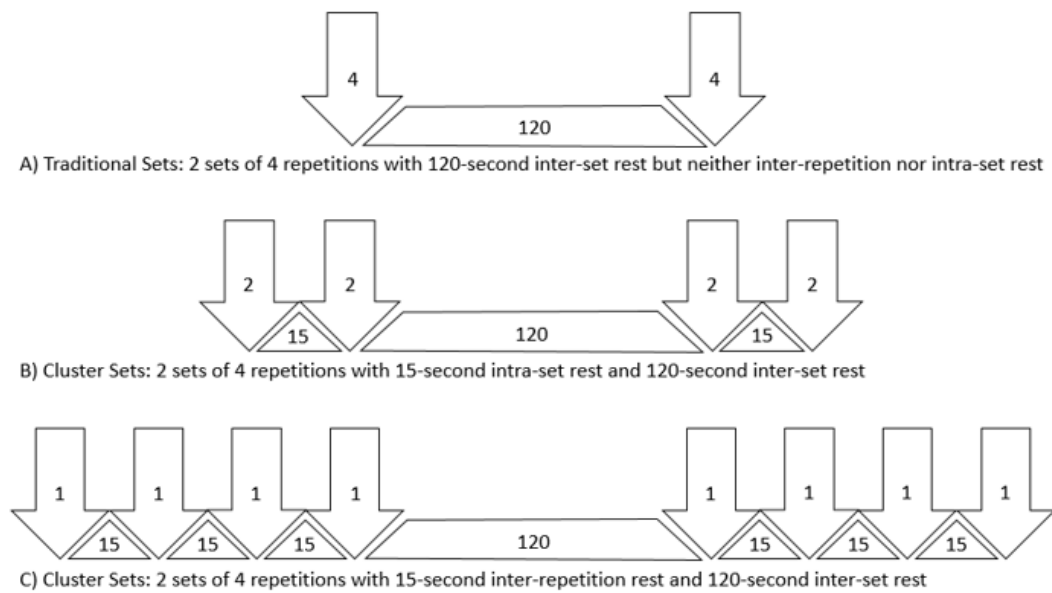 4 4
120
A) Traditional Sets: 2 sets of 4 repetitions with 120-second inter-set rest but neither inter-repetition nor intra-set rest
2 2 2 2
15 120 15
B) Cluster Sets: 2 sets of 4 repetitions with 15-second intra-set rest and 120-second inter-set rest
1 1 1 1 1 1 1 1
15 15 15 120 15 15 15
C) Cluster Sets: 2 sets of 4 repetitions with 15-second inter-repetition rest and 120-second inter-set rest